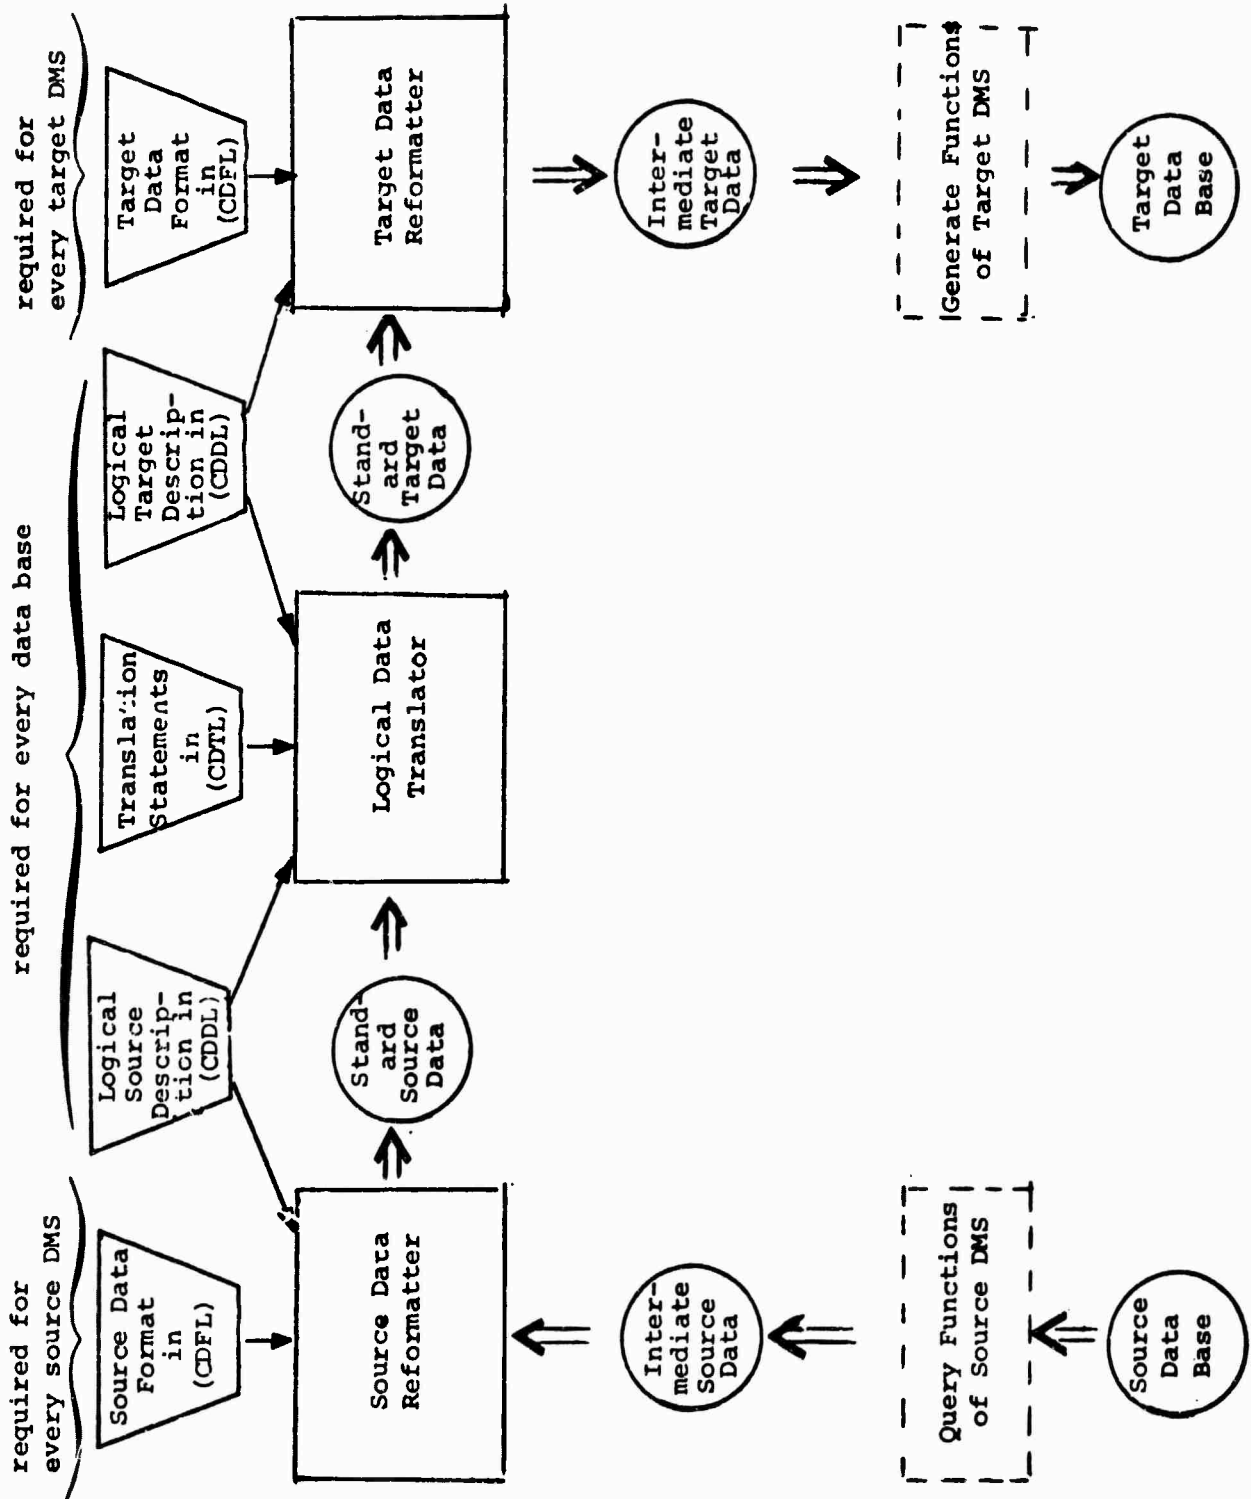 required for
every source DMS
required for every data base
required for
every target DMS
Source Data
Format
in
(CDFL)
Logical
Source
Descrip-
tion in
(CDDL)
Translation
Statements
in
(CDTL)
Logical
Target
Descrip-
tion in
(CDDL)
Target
Data
Format
in
(CDFL)
Source Data
Reformatter
Stand-
ard
Source
Data
Logical Data
Translator
Stand-
ard
Target
Data
Target Data
Reformatter
Inter-
mediate
Source
Data
Inter-
mediate
Target
Data
Query Functions
of Source DMS
Generate Functions
of Target DMS
Source
Data
Base
Target
Data
Base